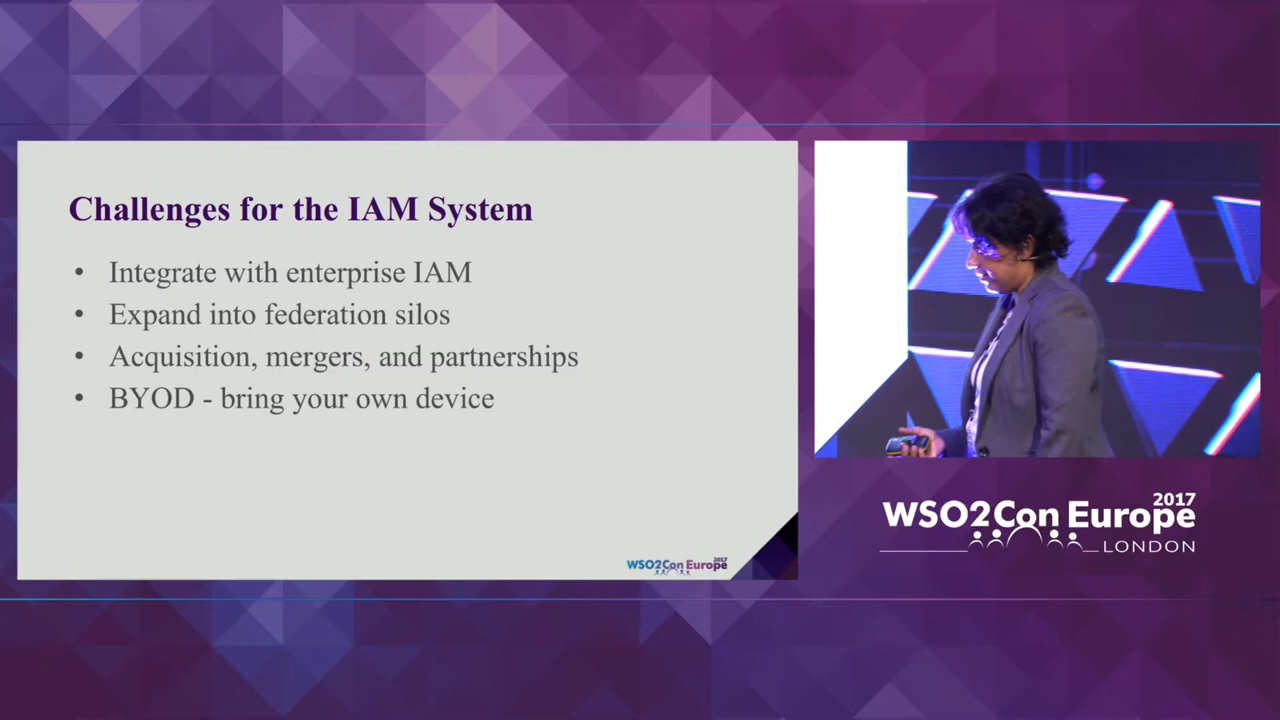 Challenges for the IAM System
• Integrate with enterprise IAM
• Expand into federation silos
• Acquisition, mergers, and partnerships
• BYOD - bring your own device
WSO2Con Europe 2017
WSO2Con Europe 2017
LONDON